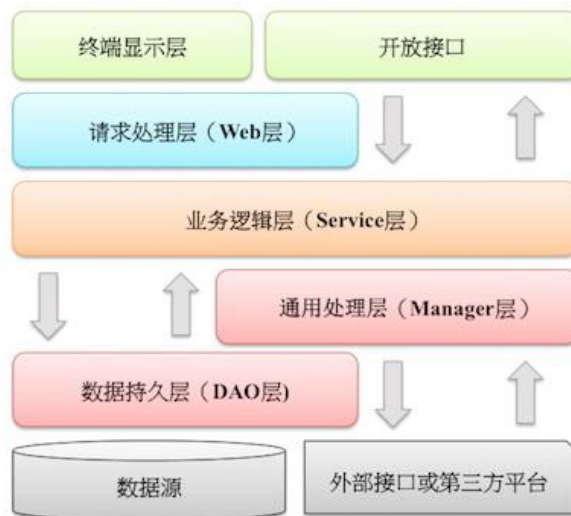 终端显示层
开放接口
请求处理层（Web层）
业务逻辑层（Service层）
通用处理层（Manager层）
数据持久层（DAO层)
数据源
外部接口或第三方平台